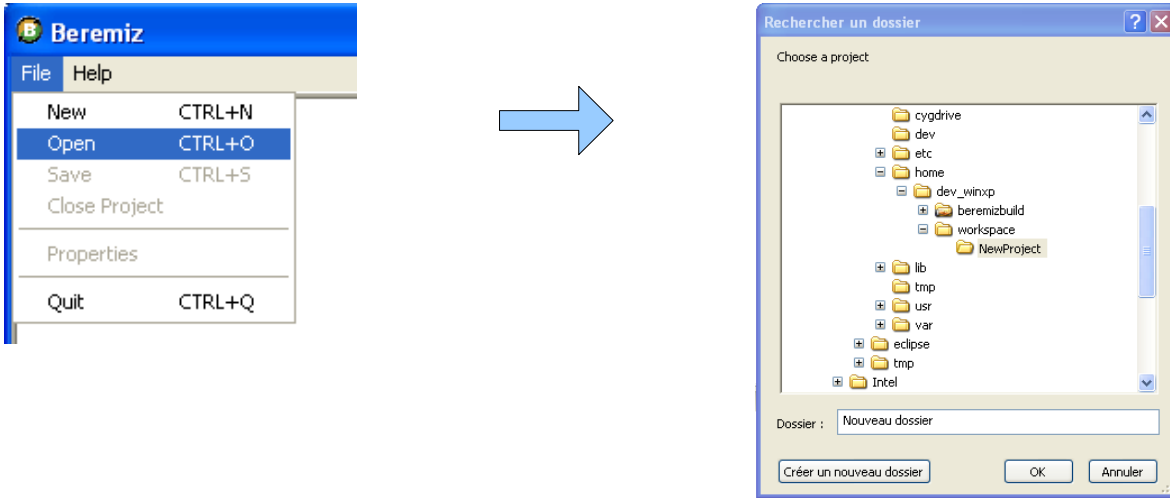 Beremiz
File Help
New CTRL+N
Open CTRL+O
Save CTRL+S
Close Project
Properties
Quit CTRL+Q
Rechercher un dossier
Choose a project
cygdrive
dev
etc
home
dev_winxp
beremizbuild
workspace
NewProject
lib
tmp
usr
var
eclipse
tmp
Intel
Dossier : Nouveau dossier
Créer un nouveau dossier OK Annuler